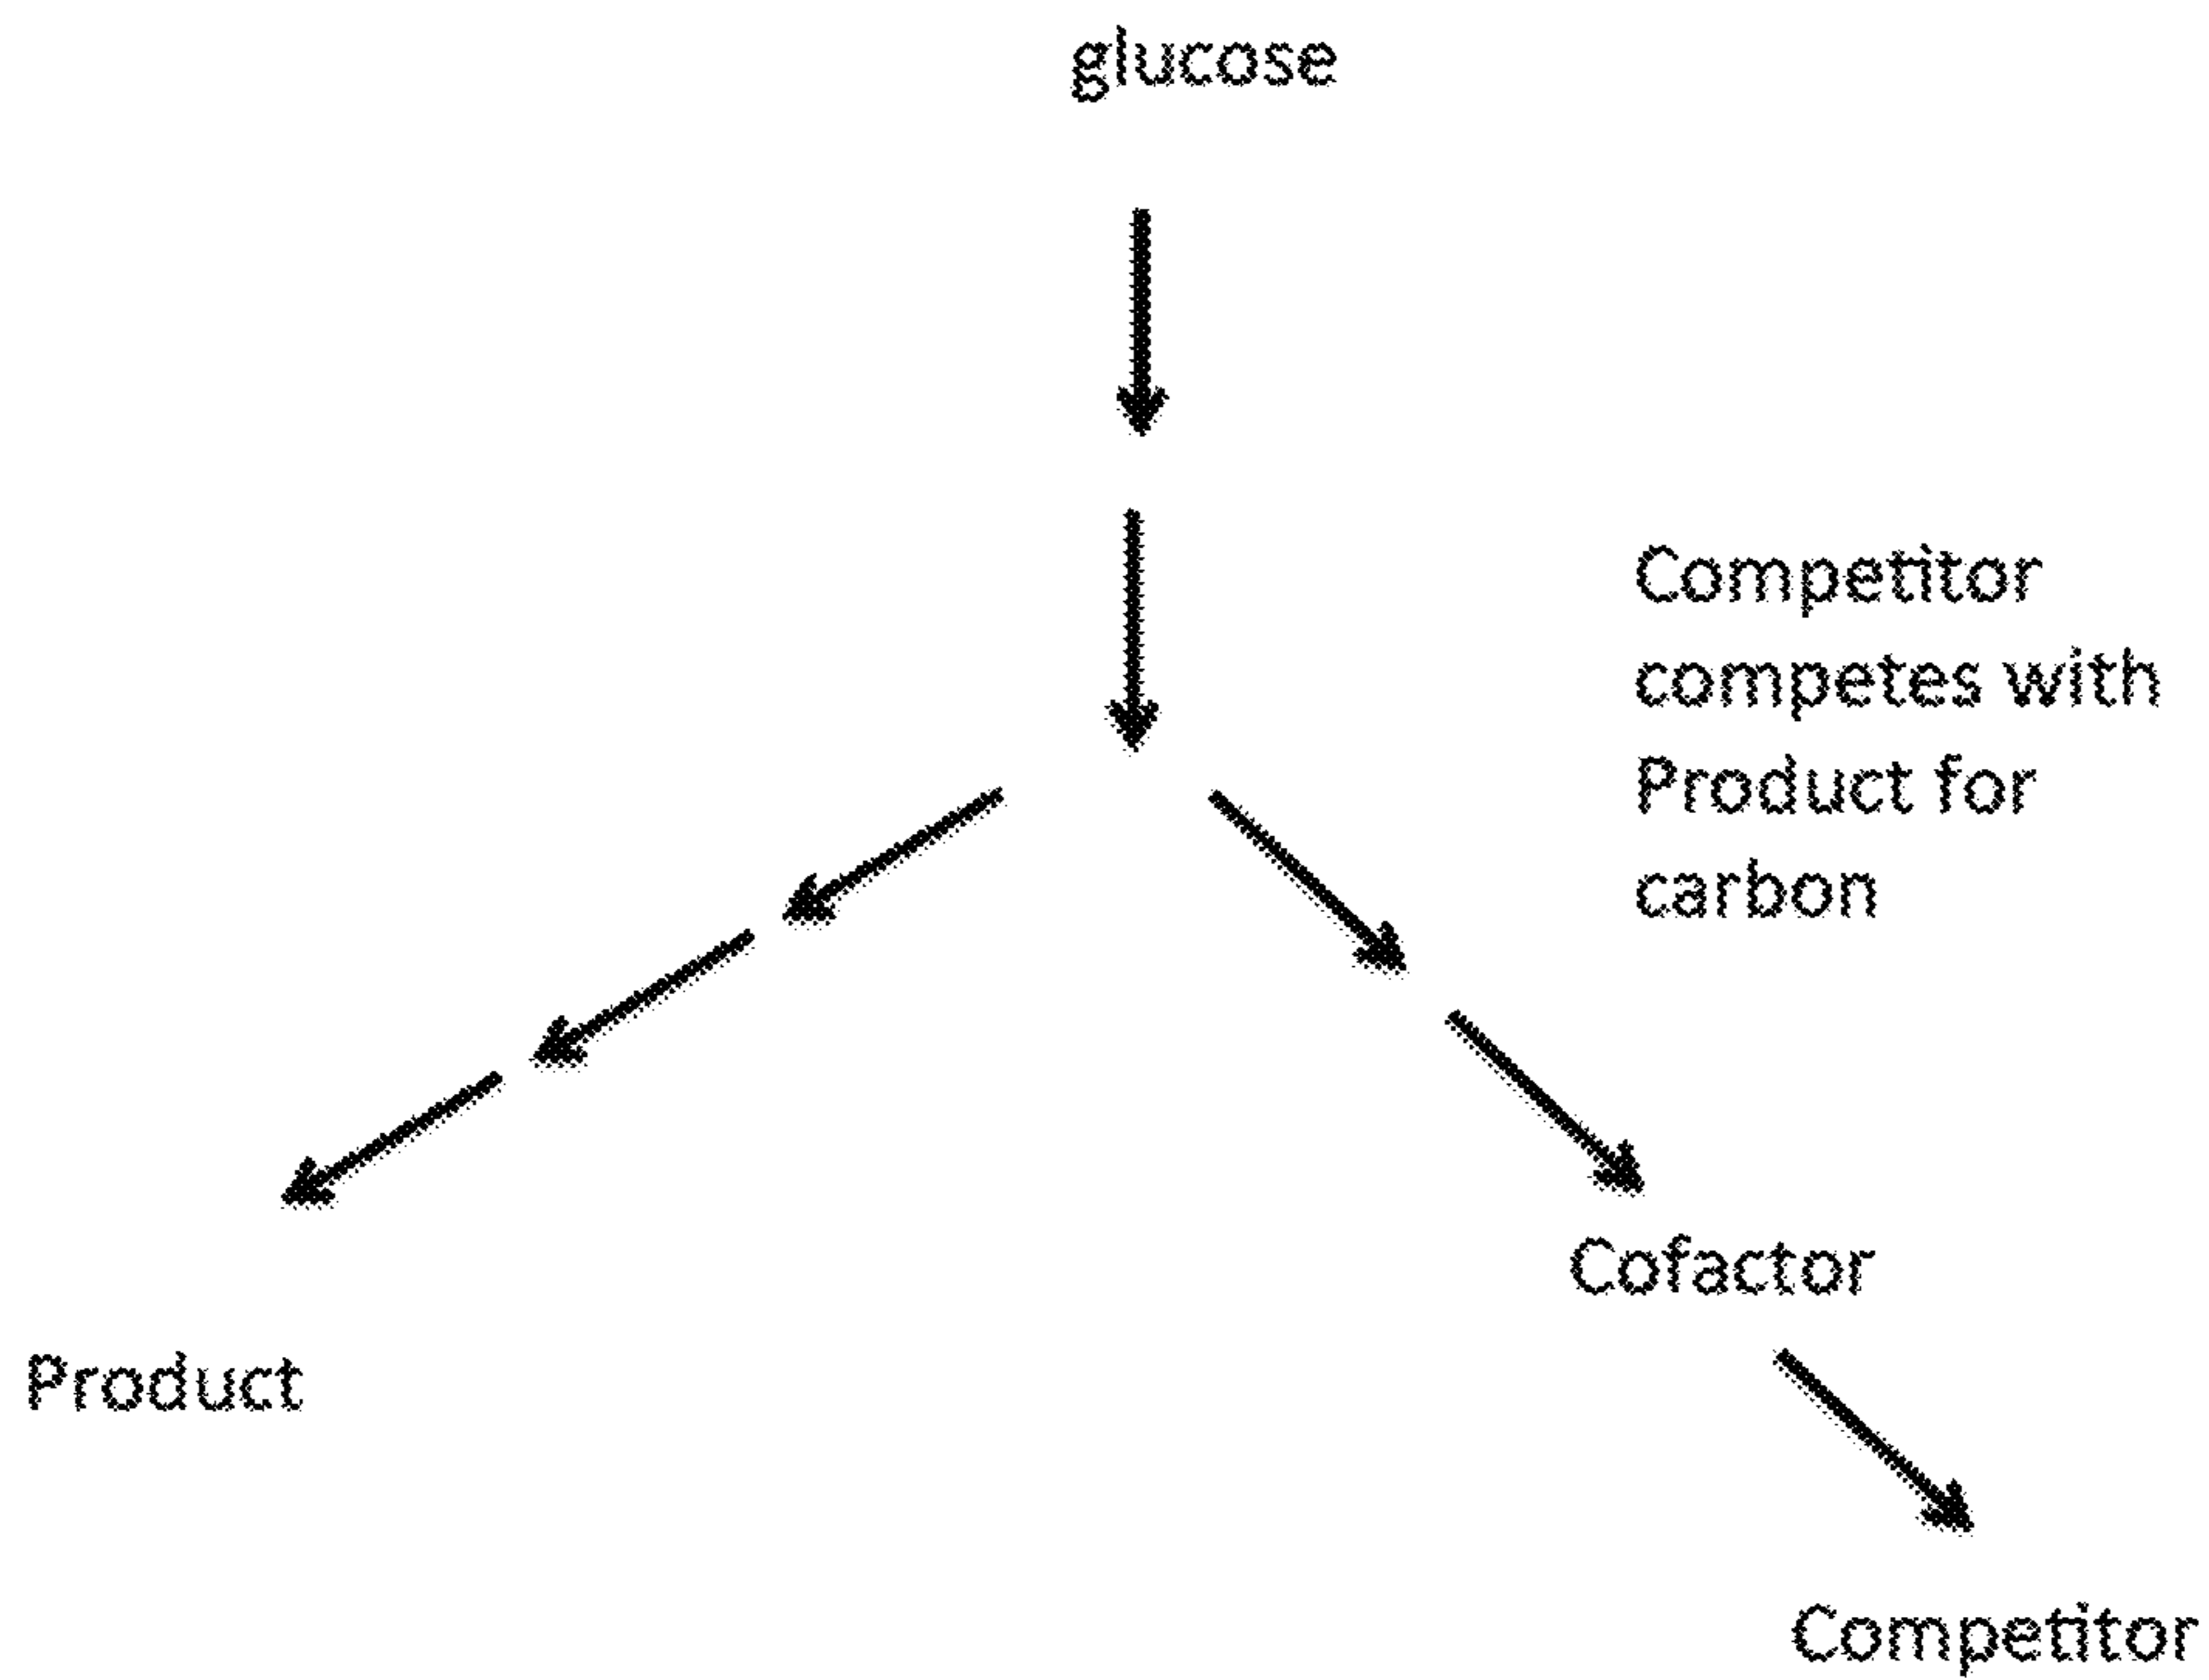 glucose
Competitor
competes with
Product for
carbon
Cofactor
Product
Competitor